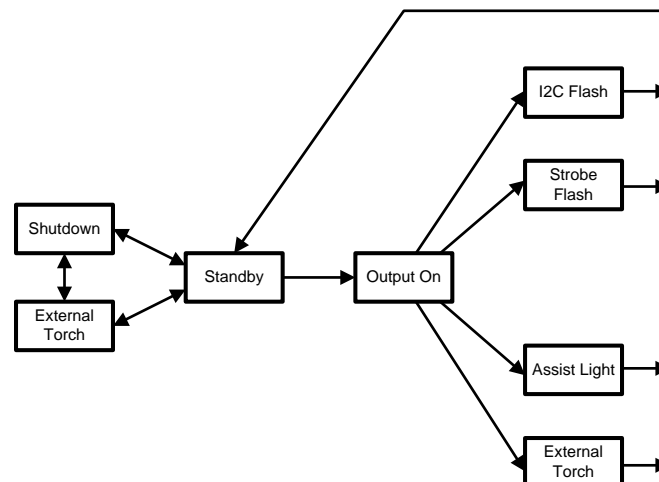 I2C Flash
Strobe
Flash
Shutdown
Standby
Output On
External
Torch
Assist Light
External
Torch